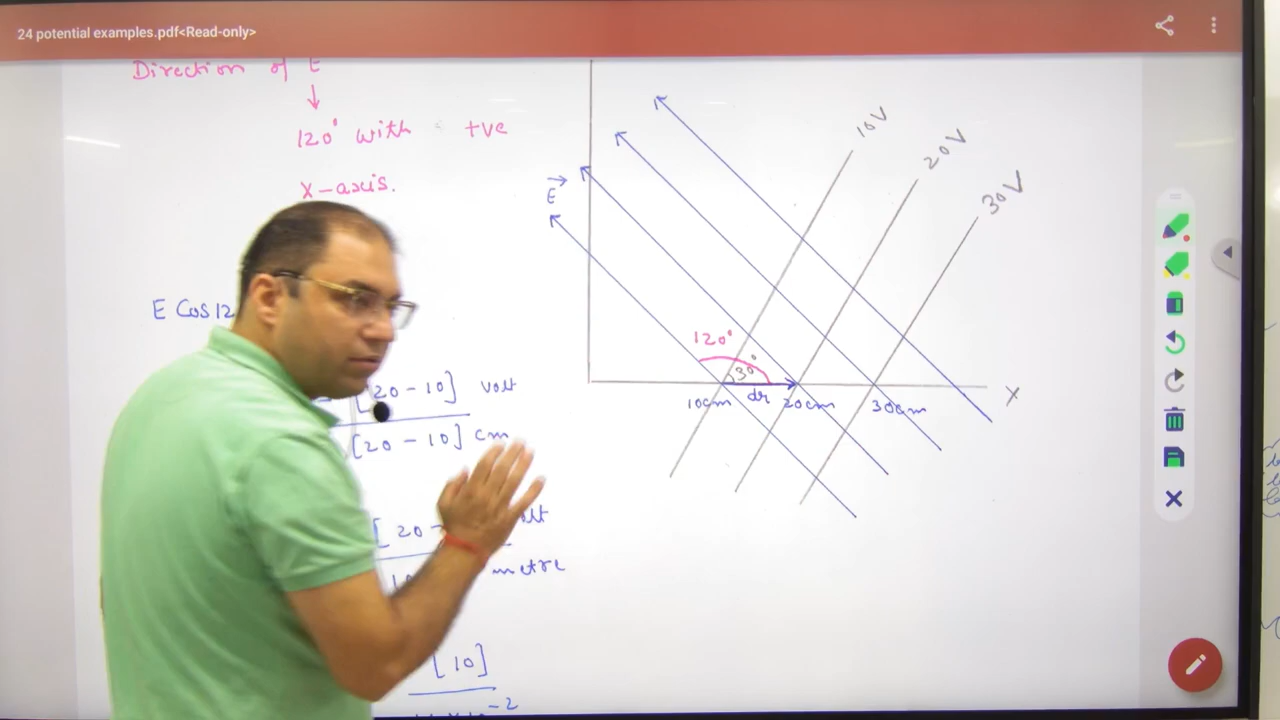 24 potential examples.pdf<Read-only>
Direction of E
↓
120° with +ve
X-axis.
E Cos 12
[20 - 10] volt
[20 - 10] cm
[20 -
metre
[10]
-2
E
10V
20V
30V
120°
30°
10cm dr 20cm 30cm
X